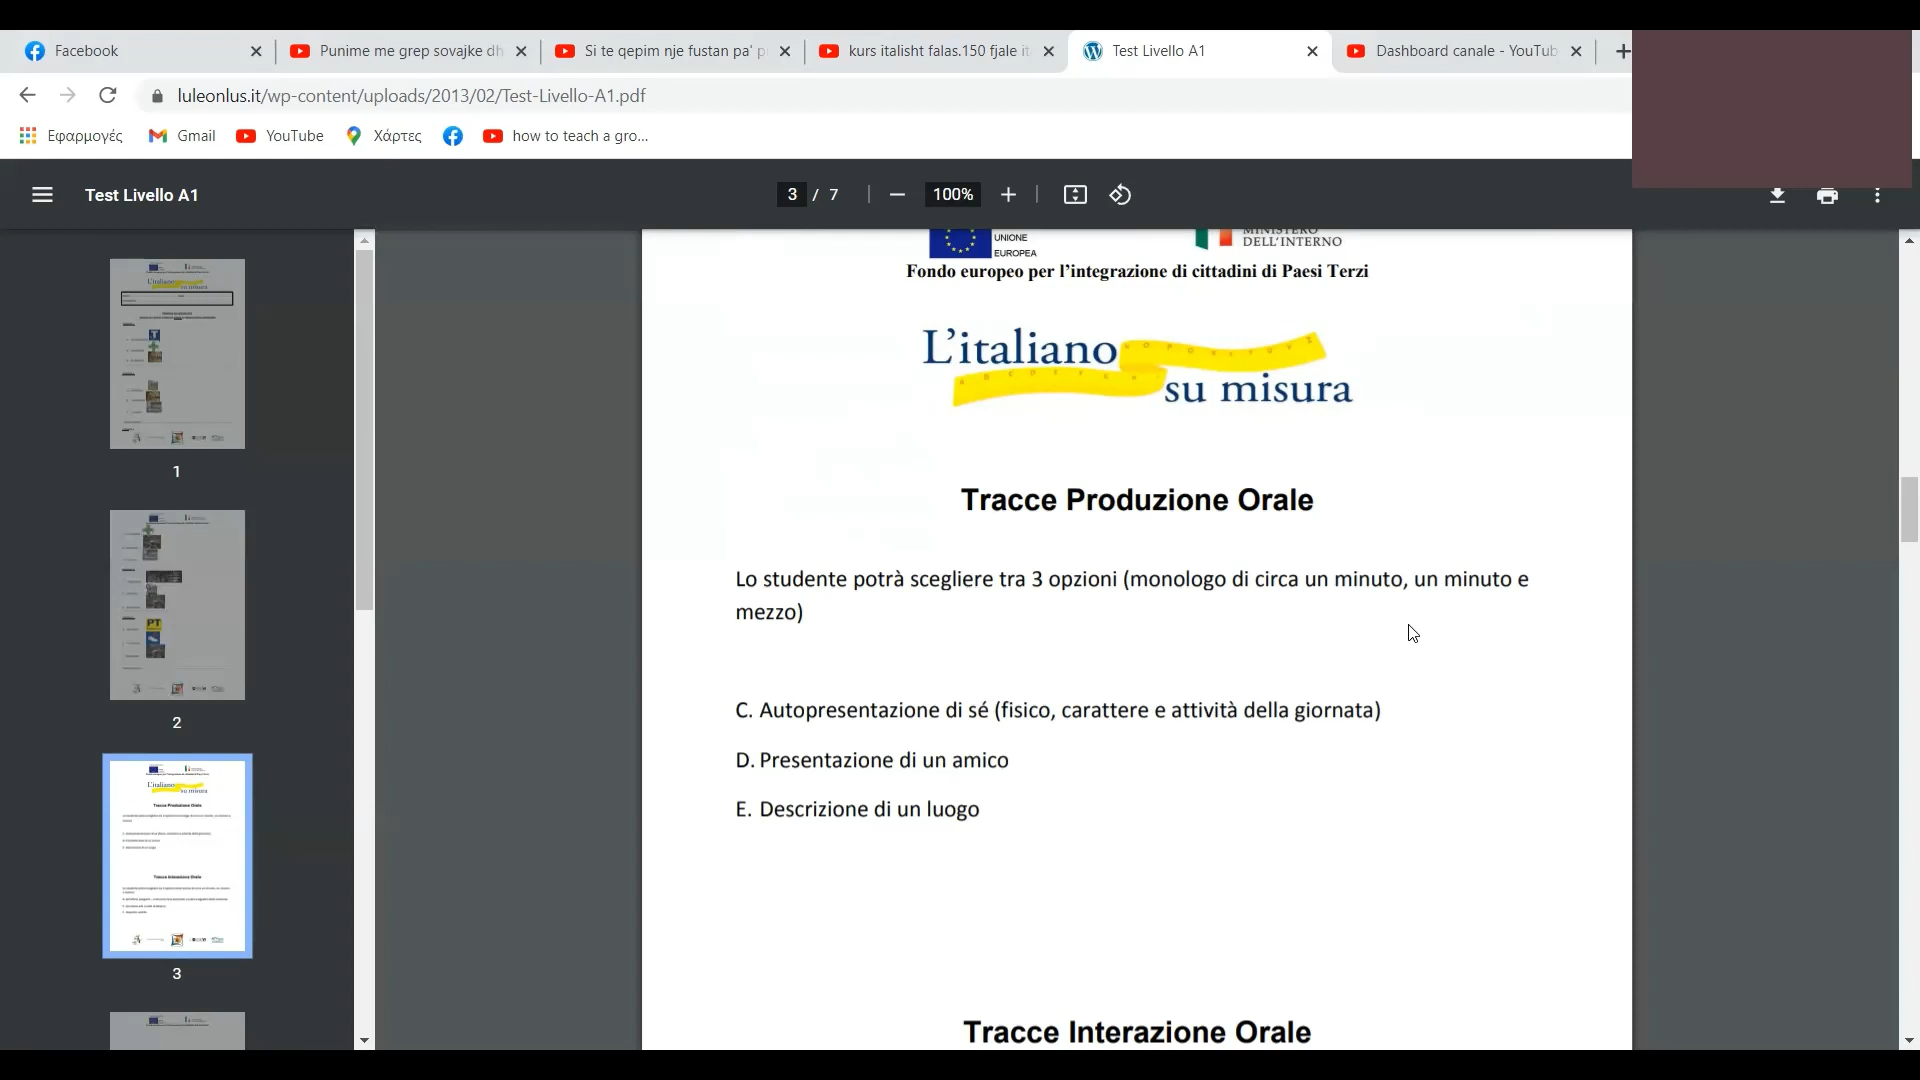 Facebook
Punime me grep sovajke dh
Si te qepim nje fustan pa' p
kurs italisht falas.150 fjale it
Test Livello A1
Dashboard canale - YouTub
luleonlus.it/wp-content/uploads/2013/02/Test-Livello-A1.pdf
Εφαρμογές
Gmail
YouTube
Χάρτες
how to teach a gro...
Test Livello A1
3 / 7
100%
UNIONE
EUROPEA
MINISTERO
DELL'INTERNO
Fondo europeo per l'integrazione di cittadini di Paesi Terzi
L'italiano
su misura
Tracce Produzione Orale
Lo studente potrà scegliere tra 3 opzioni (monologo di circa un minuto, un minuto e
mezzo)
C. Autopresentazione di sé (fisico, carattere e attività della giornata)
D. Presentazione di un amico
E. Descrizione di un luogo
Tracce Interazione Orale
1
2
3